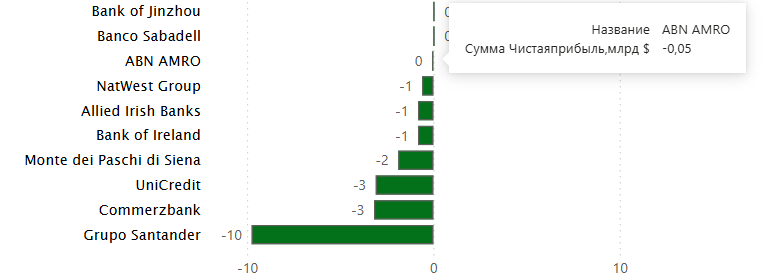 Bank of Jinzhou 0
Banco Sabadell 0
ABN AMRO 0
NatWest Group -1
Allied Irish Banks -1
Bank of Ireland -1
Monte dei Paschi di Siena -2
UniCredit -3
Commerzbank -3
Grupo Santander -10
-10 0 10
Название ABN AMRO
Сумма Чистаяприбыль,млрд $ -0,05